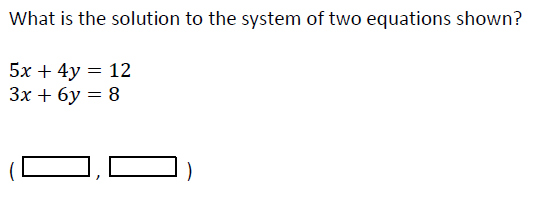 What is the solution to the system of two equations shown?
5x + 4y = 12
3x + 6y = 8
( , )